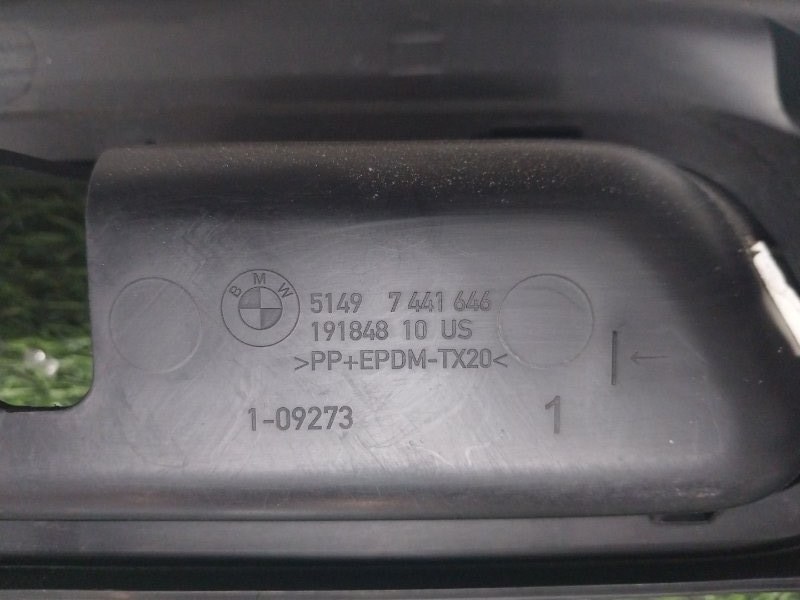 BMW
5149 7 441 646
191848 10 US
>PP+EPDM-TX20<
1-09273
1